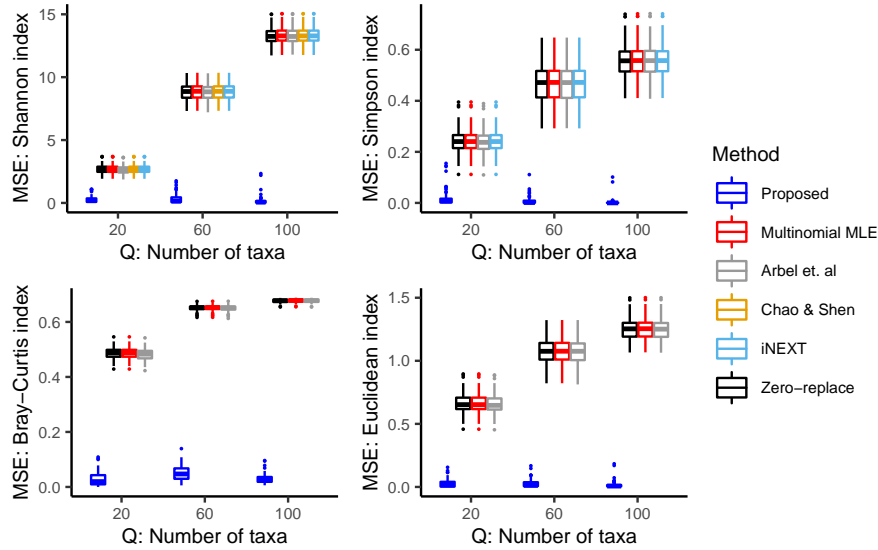 MSE: Shannon index
15
10
5
0
20
60
100
Q: Number of taxa
MSE: Simpson index
0.6
0.4
0.2
0.0
20
60
100
Q: Number of taxa
MSE: Bray−Curtis index
0.6
0.4
0.2
0.0
20
60
100
Q: Number of taxa
MSE: Euclidean index
1.5
1.0
0.5
0.0
20
60
100
Q: Number of taxa
Method
Proposed
Multinomial MLE
Arbel et. al
Chao & Shen
iNEXT
Zero−replace